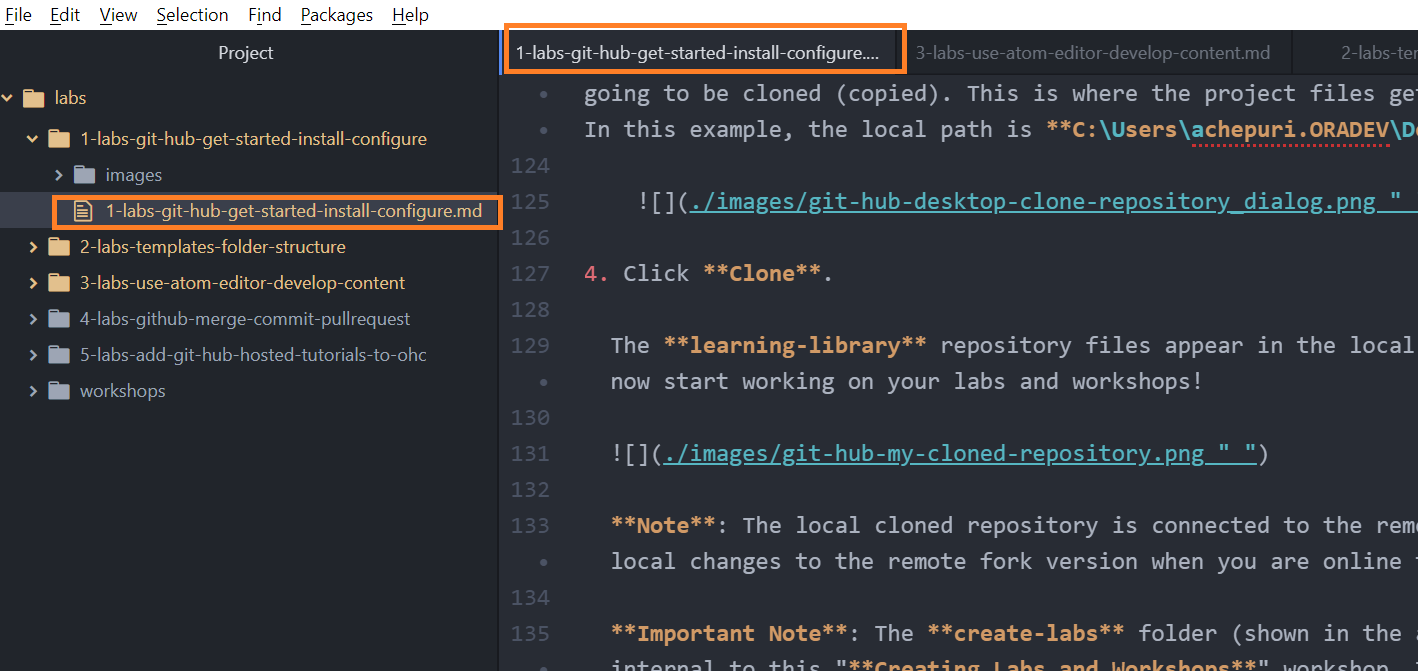 File Edit View Selection Find Packages Help
Project
labs
1-labs-git-hub-get-started-install-configure
images
1-labs-git-hub-get-started-install-configure.md
2-labs-templates-folder-structure
3-labs-use-atom-editor-develop-content
4-labs-github-merge-commit-pullrequest
5-labs-add-git-hub-hosted-tutorials-to-ohc
workshops
1-labs-git-hub-get-started-install-configure.... 3-labs-use-atom-editor-develop-content.md 2-labs-ter
• going to be cloned (copied). This is where the project files ge
• In this example, the local path is **C:\Users\achepuri.ORADEV\D
124
125 ![](./images/git-hub-desktop-clone-repository_dialog.png "
126
127 4. Click **Clone**.
128
129 The **learning-library** repository files appear in the local
• now start working on your labs and workshops!
130
131 ![](./images/git-hub-my-cloned-repository.png " ")
132
133 **Note**: The local cloned repository is connected to the rem
• local changes to the remote fork version when you are online
134
135 **Important Note**: The **create-labs** folder (shown in the
• internal to this "**Creating Labs and Workshops**" workshop